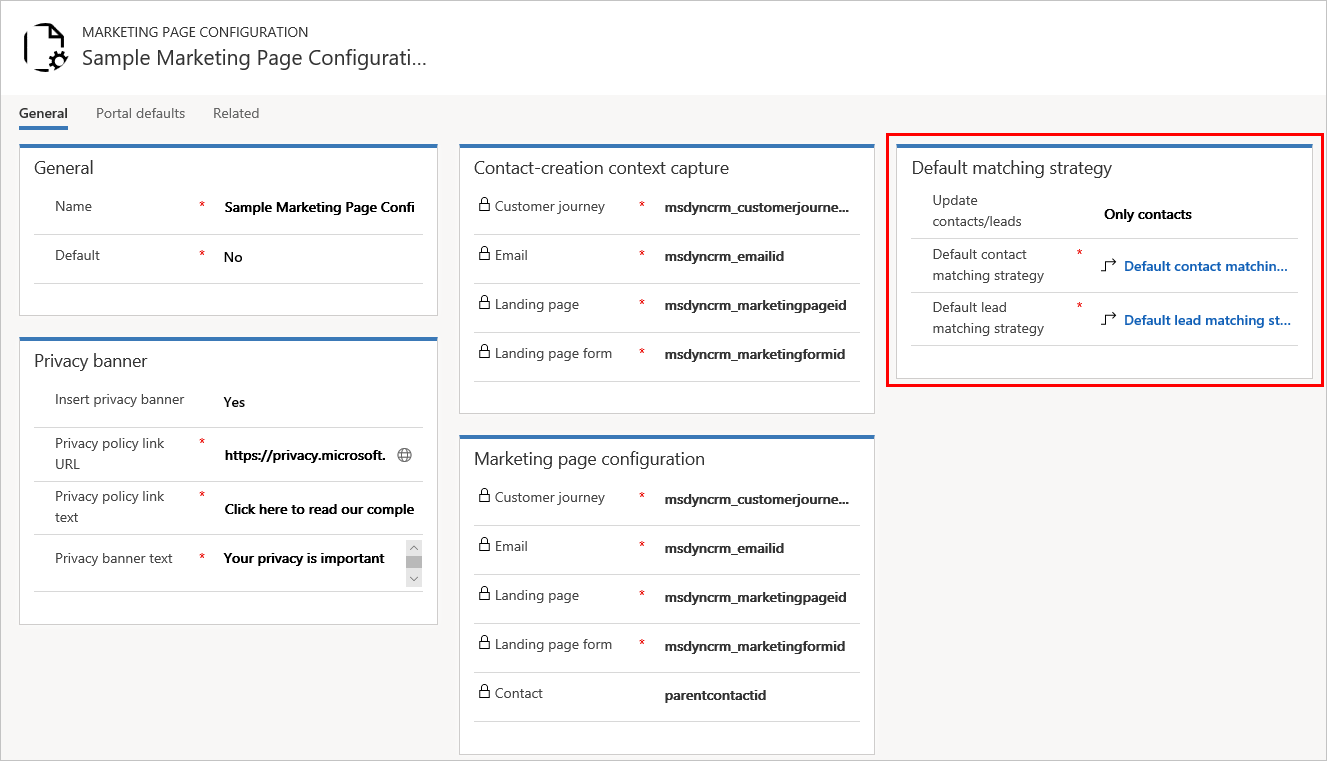 MARKETING PAGE CONFIGURATION
Sample Marketing Page Configurati...
General
Portal defaults
Related
General
Name * Sample Marketing Page Confi
Default * No
Privacy banner
Insert privacy banner Yes
Privacy policy link
URL
* https://privacy.microsoft.
Privacy policy link
text
* Click here to read our comple
Privacy banner text * Your privacy is important
Contact-creation context capture
Customer journey * msdyncrm_customerjourne...
Email * msdyncrm_emailid
Landing page * msdyncrm_marketingpageid
Landing page form * msdyncrm_marketingformid
Marketing page configuration
Customer journey * msdyncrm_customerjourne...
Email * msdyncrm_emailid
Landing page * msdyncrm_marketingpageid
Landing page form * msdyncrm_marketingformid
Contact parentcontactid
Default matching strategy
Update
contacts/leads
Only contacts
Default contact
matching strategy
* Default contact matchin...
Default lead
matching strategy
* Default lead matching st...